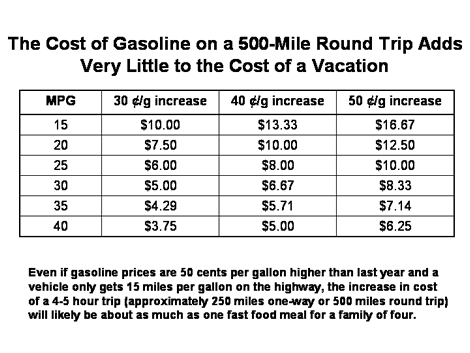 The Cost of Gasoline on a 500-Mile Round Trip Adds
Very Little to the Cost of a Vacation
MPG 30 ¢/g increase 40 ¢/g increase 50 ¢/g increase
15 $10.00 $13.33 $16.67
20 $7.50 $10.00 $12.50
25 $6.00 $8.00 $10.00
30 $5.00 $6.67 $8.33
35 $4.29 $5.71 $7.14
40 $3.75 $5.00 $6.25
Even if gasoline prices are 50 cents per gallon higher than last year and a
vehicle only gets 15 miles per gallon on the highway, the increase in cost
of a 4-5 hour trip (approximately 250 miles one-way or 500 miles round trip)
will likely be about as much as one fast food meal for a family of four.